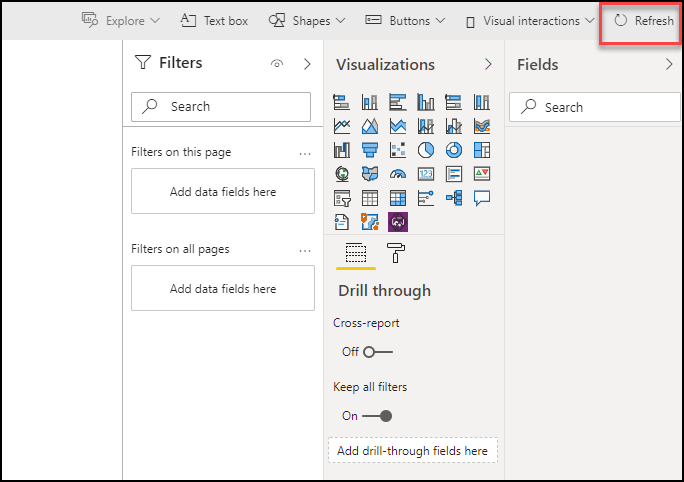 Explore Text box Shapes Buttons Visual interactions Refresh
Filters
Search
Filters on this page ...
Add data fields here
Filters on all pages ...
Add data fields here
Visualizations
123
Drill through
Cross-report
Off
Keep all filters
On
Add drill-through fields here
Fields
Search